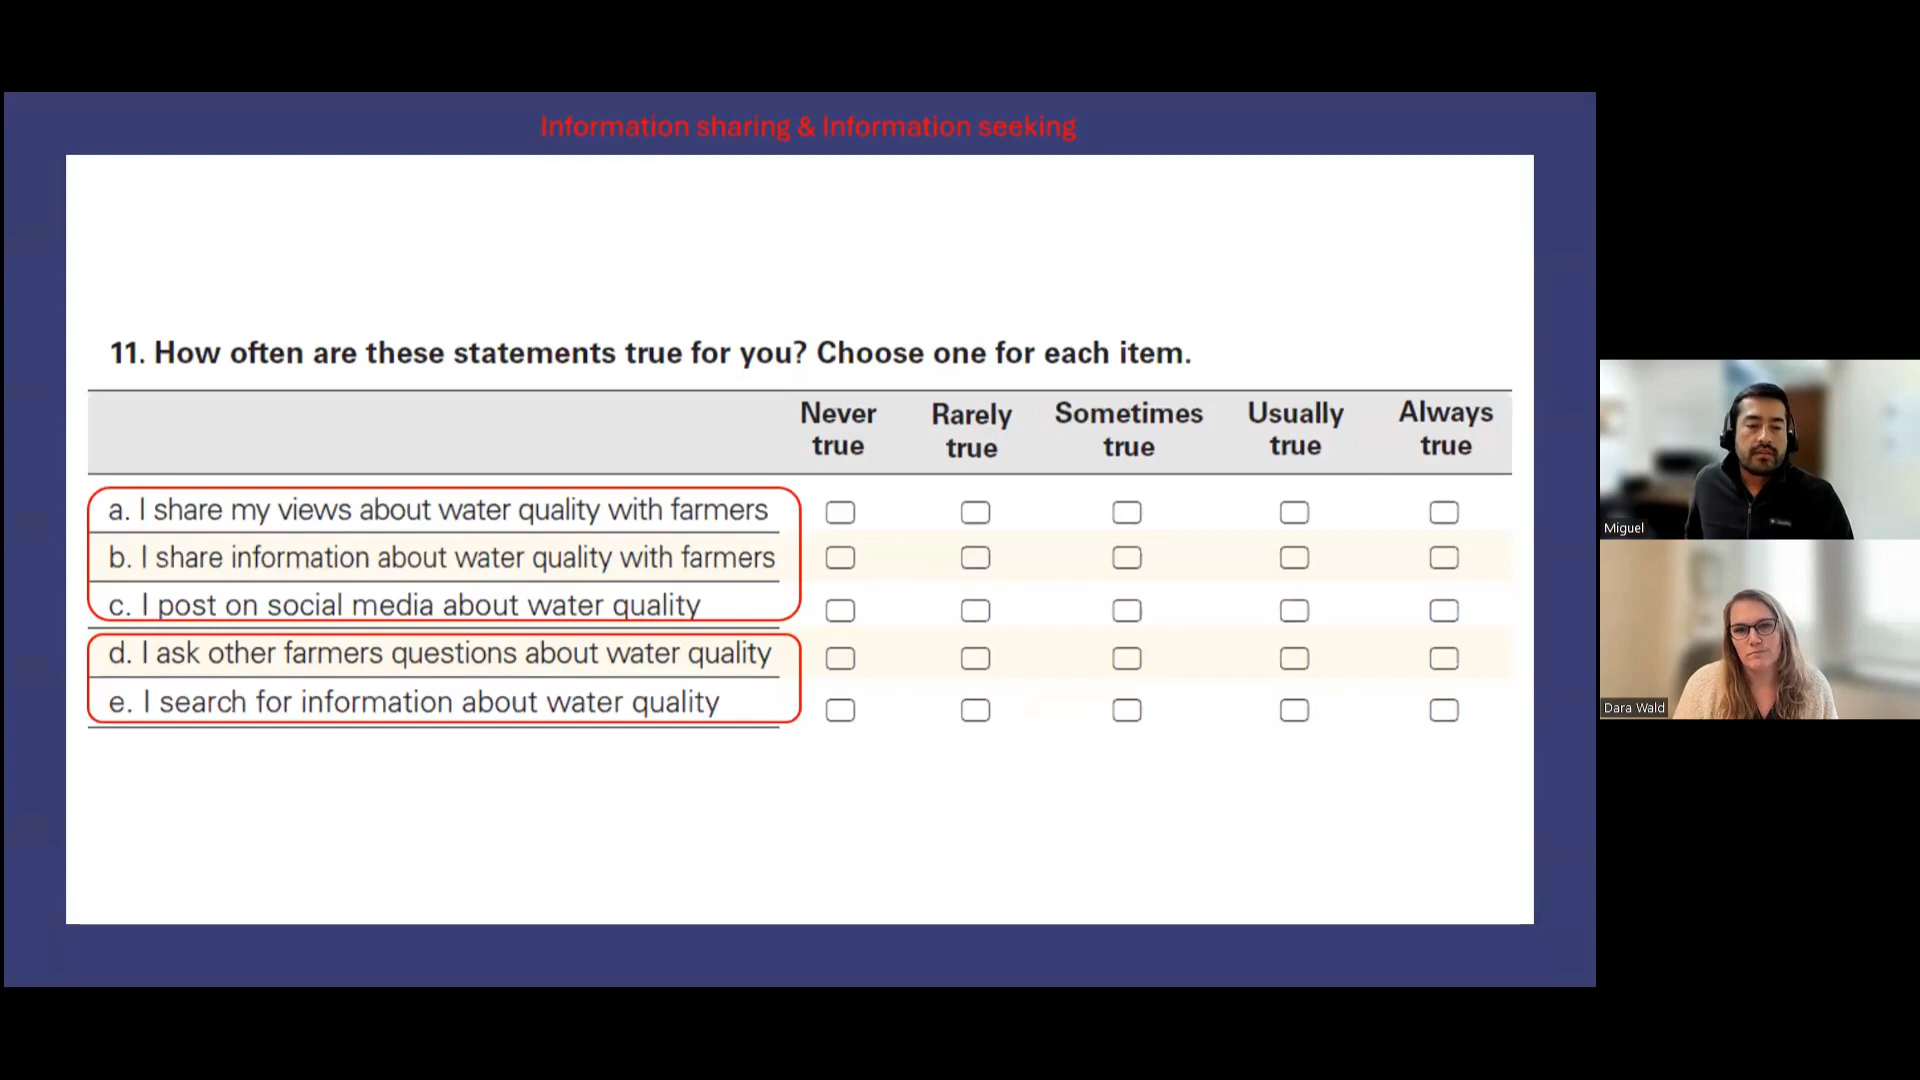 Information sharing & Information seeking
11. How often are these statements true for you? Choose one for each item.
Never true
Rarely true
Sometimes true
Usually true
Always true
a. I share my views about water quality with farmers
b. I share information about water quality with farmers
c. I post on social media about water quality
d. I ask other farmers questions about water quality
e. I search for information about water quality
Miguel
Dara Wald